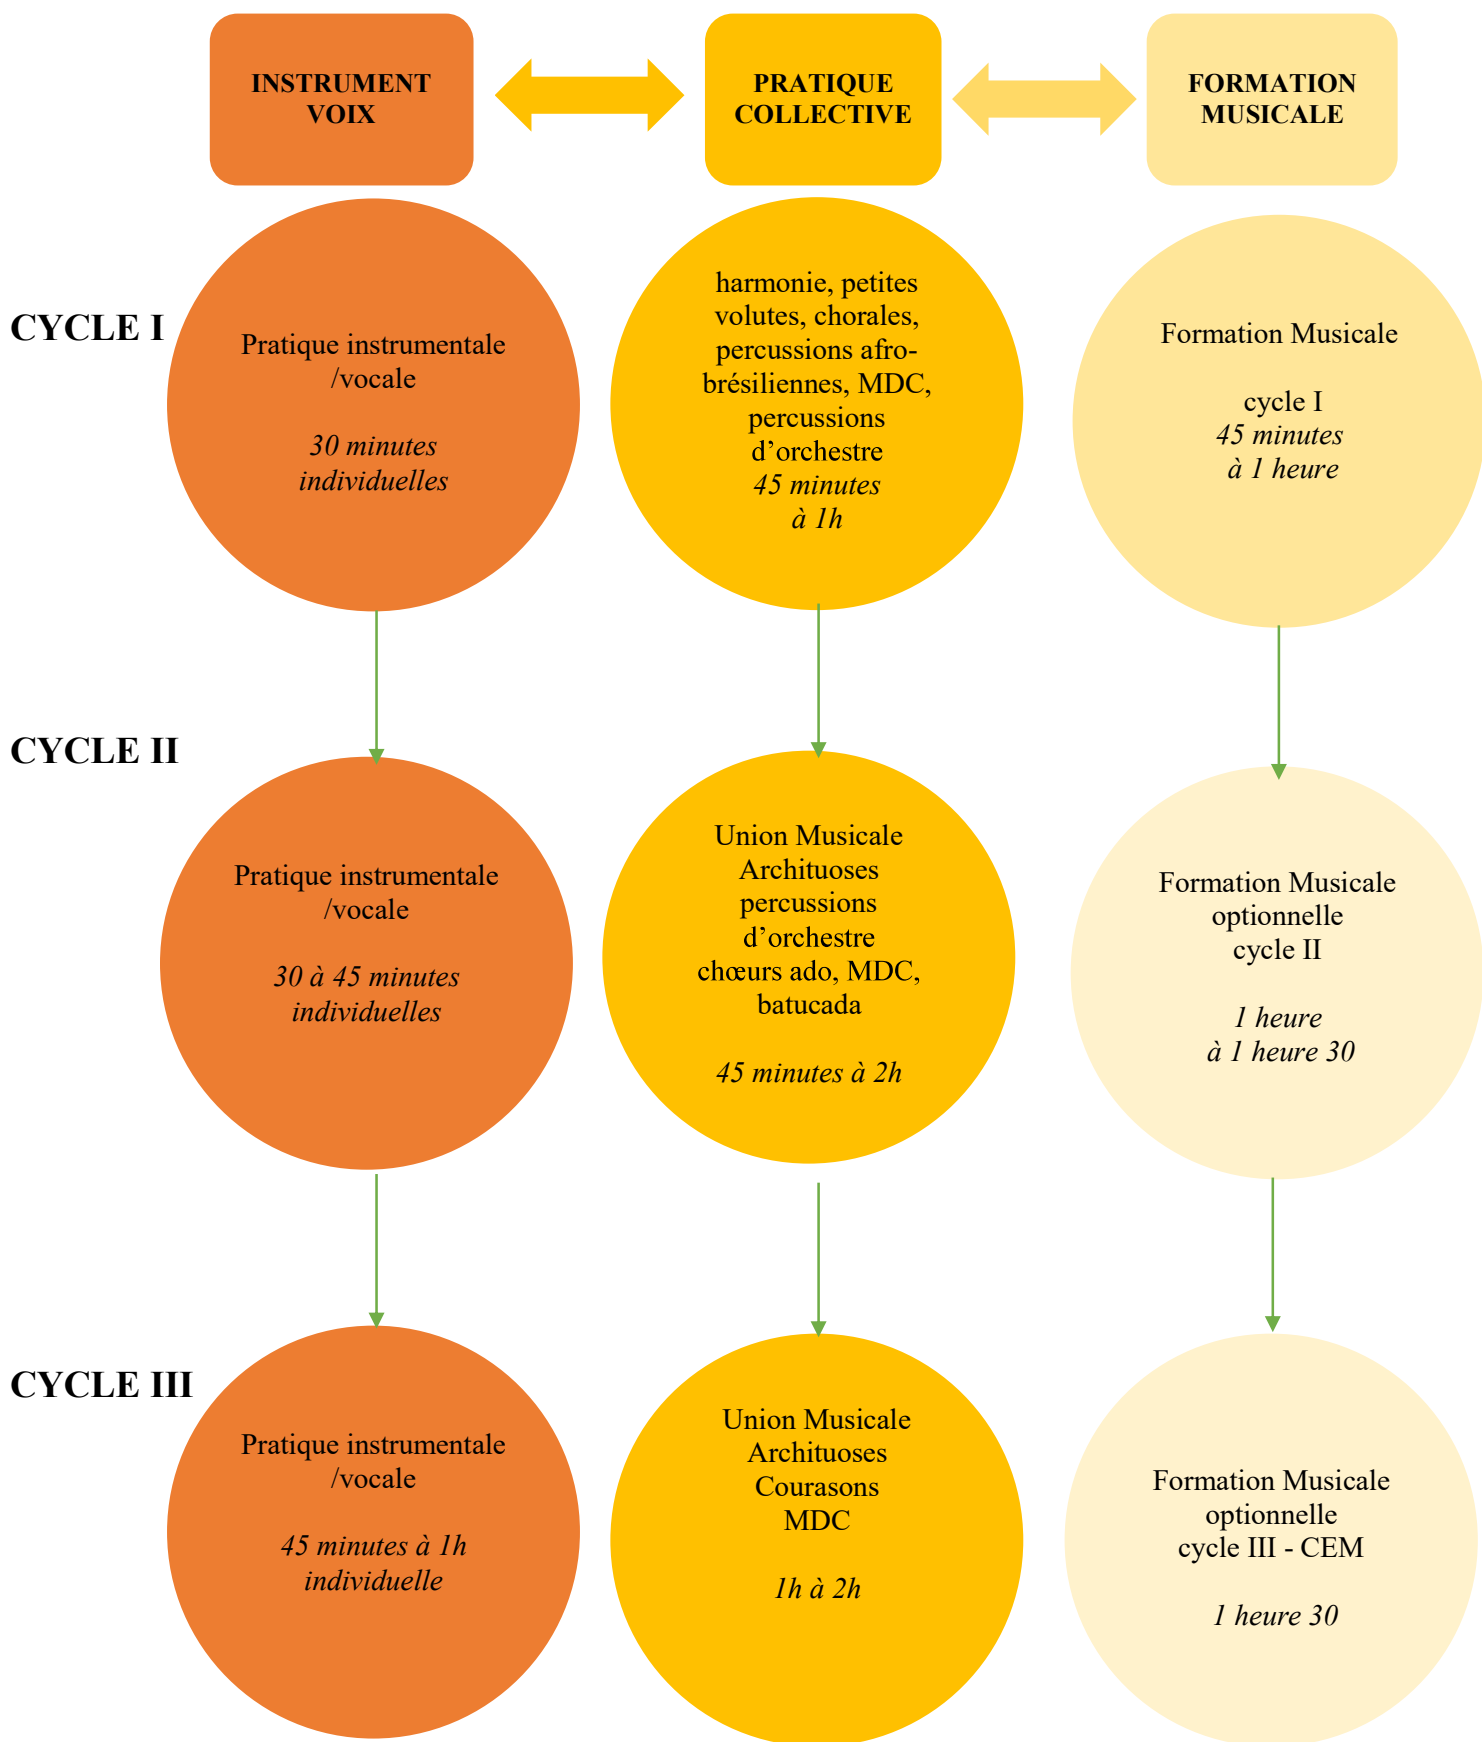 INSTRUMENT
VOIX
PRATIQUE
COLLECTIVE
FORMATION
MUSICALE
CYCLE I
Pratique instrumentale
/vocale
30 minutes
individuelles
harmonie, petites
volutes, chorales,
percussions afro-
brésiliennes, MDC,
percussions
d’orchestre
45 minutes
à 1h
Formation Musicale
cycle I
45 minutes
à 1 heure
CYCLE II
Pratique instrumentale
/vocale
30 à 45 minutes
individuelles
Union Musicale
Archituoses
percussions
d’orchestre
chœurs ado, MDC,
batucada
45 minutes à 2h
Formation Musicale
optionnelle
cycle II
1 heure
à 1 heure 30
CYCLE III
Pratique instrumentale
/vocale
45 minutes à 1h
individuelle
Union Musicale
Archituoses
Courasons
MDC
1h à 2h
Formation Musicale
optionnelle
cycle III - CEM
1 heure 30